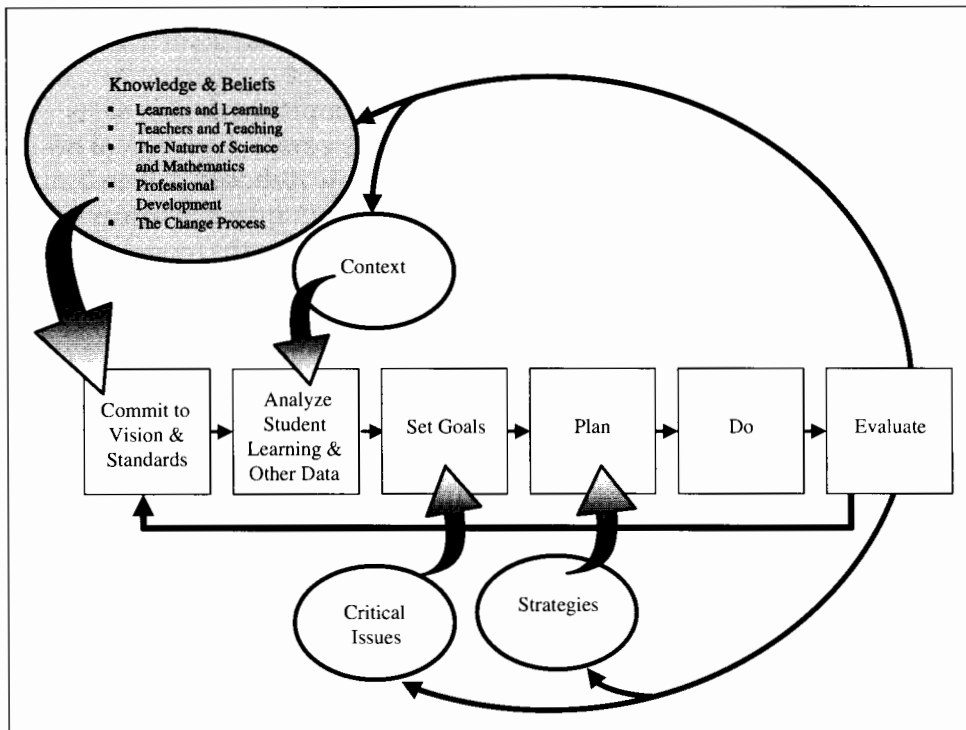 Knowledge & Beliefs
▪ Learners and Learning
▪ Teachers and Teaching
▪ The Nature of Science
and Mathematics
▪ Professional
Development
▪ The Change Process
Context
Commit to
Vision &
Standards
Analyze
Student
Learning &
Other Data
Set Goals
Plan
Do
Evaluate
Critical
Issues
Strategies